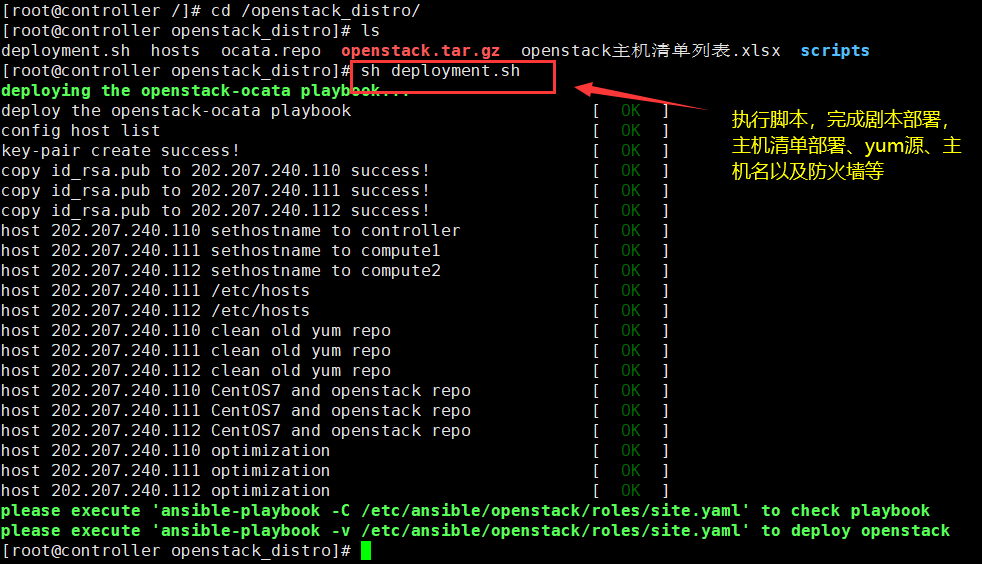 [root@controller /]# cd /openstack_distro/
[root@controller openstack_distro]# ls
deployment.sh  hosts  ocata.repo  openstack.tar.gz  openstack主机清单列表.xlsx  scripts
[root@controller openstack_distro]# sh deployment.sh
deploying the openstack-ocata playbook...
deploy the openstack-ocata playbook [ OK ]
config host list [ OK ]
key-pair create success! [ OK ]
copy id_rsa.pub to 202.207.240.110 success! [ OK ]
copy id_rsa.pub to 202.207.240.111 success! [ OK ]
copy id_rsa.pub to 202.207.240.112 success! [ OK ]
host 202.207.240.110 sethostname to controller [ OK ]
host 202.207.240.111 sethostname to compute1 [ OK ]
host 202.207.240.112 sethostname to compute2 [ OK ]
host 202.207.240.111 /etc/hosts [ OK ]
host 202.207.240.112 /etc/hosts [ OK ]
host 202.207.240.110 clean old yum repo [ OK ]
host 202.207.240.111 clean old yum repo [ OK ]
host 202.207.240.112 clean old yum repo [ OK ]
host 202.207.240.110 CentOS7 and openstack repo [ OK ]
host 202.207.240.111 CentOS7 and openstack repo [ OK ]
host 202.207.240.112 CentOS7 and openstack repo [ OK ]
host 202.207.240.110 optimization [ OK ]
host 202.207.240.111 optimization [ OK ]
host 202.207.240.112 optimization [ OK ]
please execute 'ansible-playbook -C /etc/ansible/openstack/roles/site.yaml' to check playbook
please execute 'ansible-playbook -v /etc/ansible/openstack/roles/site.yaml' to deploy openstack
[root@controller openstack_distro]#
执行脚本，完成剧本部署，
主机清单部署、yum源、主
机名以及防火墙等